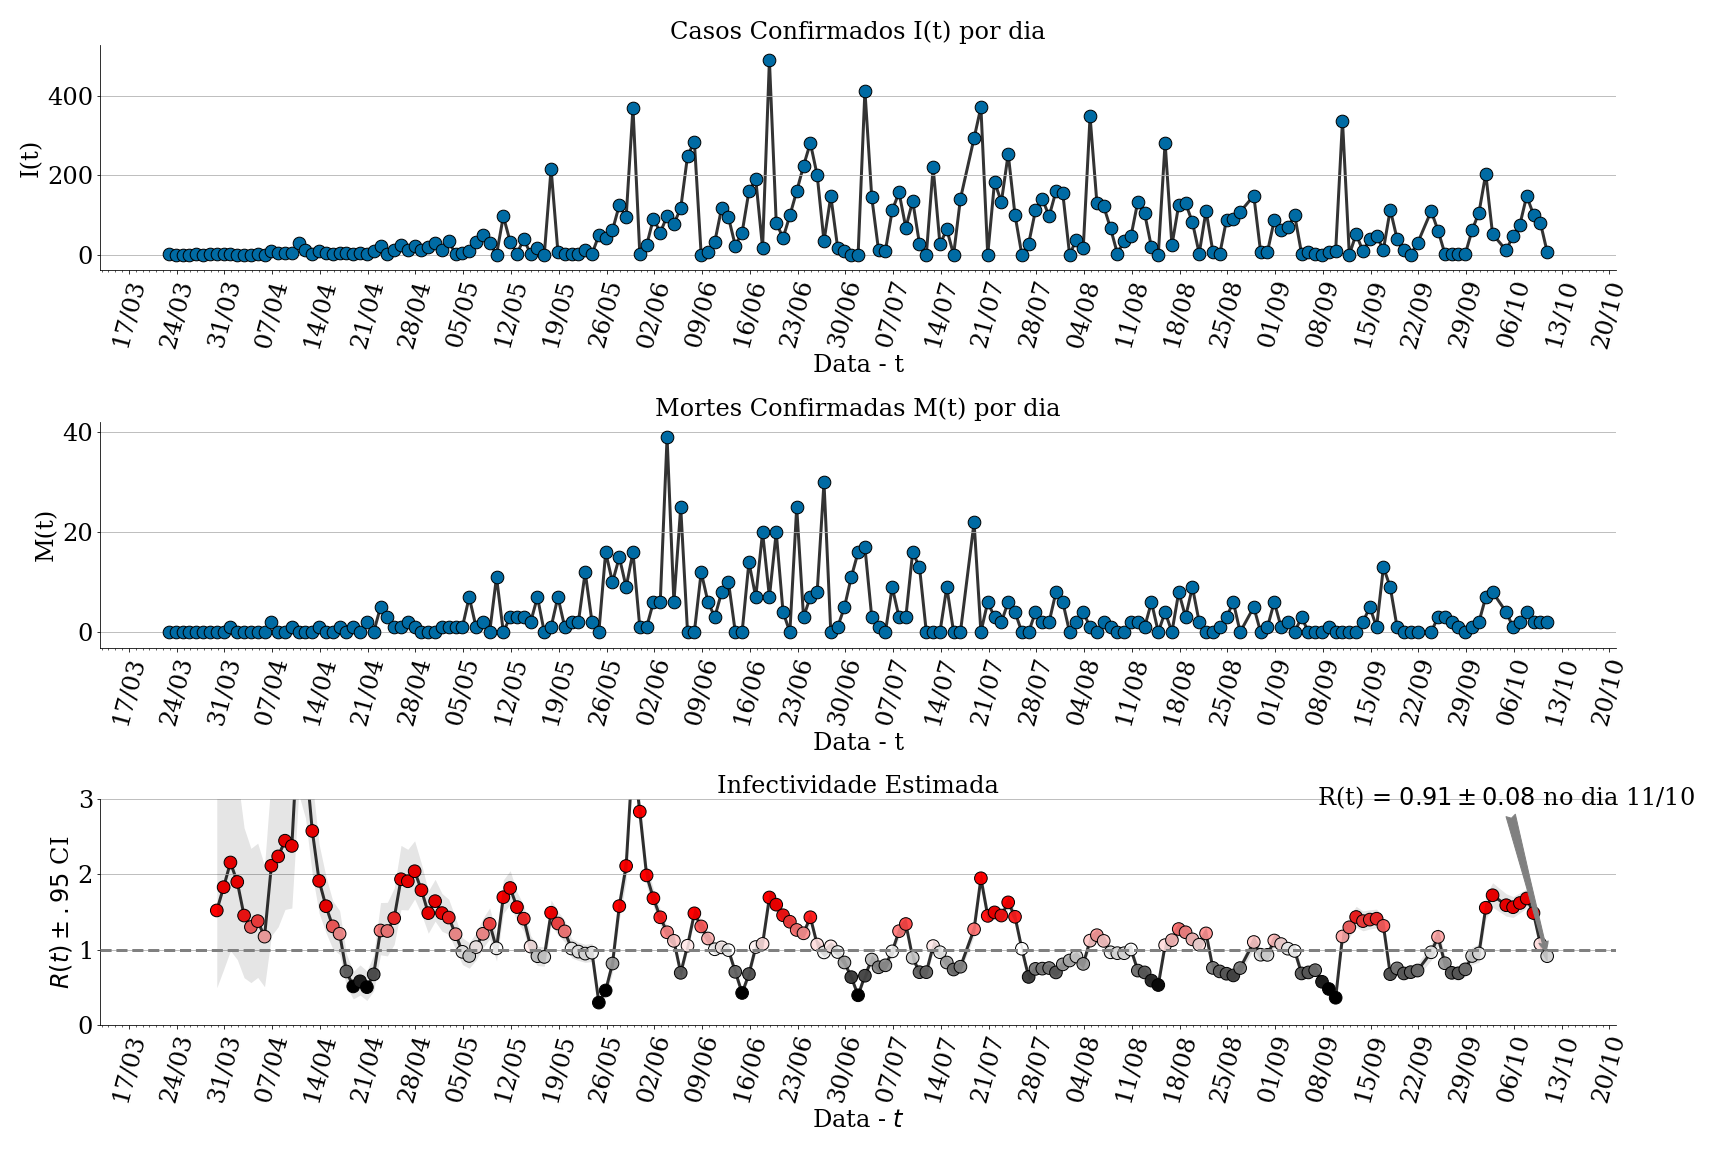 Casos Confirmados I(t) por dia
I(t)
400
200
0
17/03 24/03 31/03 07/04 14/04 21/04 28/04 05/05 12/05 19/05 26/05 02/06 09/06 16/06 23/06 30/06 07/07 14/07 21/07 28/07 04/08 11/08 18/08 25/08 01/09 08/09 15/09 22/09 29/09 06/10 13/10 20/10
Data - t
Mortes Confirmadas M(t) por dia
M(t)
40
20
0
17/03 24/03 31/03 07/04 14/04 21/04 28/04 05/05 12/05 19/05 26/05 02/06 09/06 16/06 23/06 30/06 07/07 14/07 21/07 28/07 04/08 11/08 18/08 25/08 01/09 08/09 15/09 22/09 29/09 06/10 13/10 20/10
Data - t
Infectividade Estimada
R(t) = 0.91 ± 0.08 no dia 11/10
R(t) ± .95 CI
3
2
1
0
17/03 24/03 31/03 07/04 14/04 21/04 28/04 05/05 12/05 19/05 26/05 02/06 09/06 16/06 23/06 30/06 07/07 14/07 21/07 28/07 04/08 11/08 18/08 25/08 01/09 08/09 15/09 22/09 29/09 06/10 13/10 20/10
Data - t